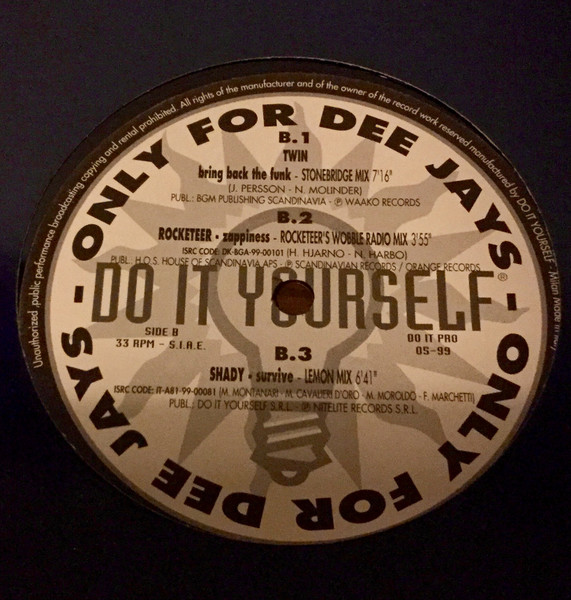 Unauthorized ,public performance broadcasting copying and rental prohibited. All rights of the manufacturer and of the owner of the record work reserved manufactured by DO IT YOURSELF - Milan Made in Italy
ONLY FOR DEE JAYS - ONLY FOR DEE JAYS -
B.1
TWIN
bring back the funk - STONEBRIDGE MIX 7'16"
(J. PERSSON - N. MOLINDER)
PUBL.: BGM PUBLISHING SCANDINAVIA - ℗ WAAKO RECORDS
B.2
ROCKETEER • zappiness - ROCKETEER'S WOBBLE RADIO MIX 3'55"
ISRC CODE: DK-BGA-99-00101 (H. HJARNO - N. HARBO)
PUBL. H.O.S. HOUSE OF SCANDINAVIA APS - ℗ SCANDINAVIAN RECORDS / ORANGE RECORDS
DO IT YOURSELF®
SIDE B
33 RPM - S.I.A.E.
DO IT PRO
05-99
B.3
SHADY • survive - LEMON MIX 6'41"
ISRC CODE: IT-A81-99-00081 (M. MONTANARI - M. CAVALIERI D'ORO - M. MOROLDO - F. MARCHETTI)
PUBL.: DO IT YOURSELF S.R.L. - ℗ NITELITE RECORDS S.R.L.